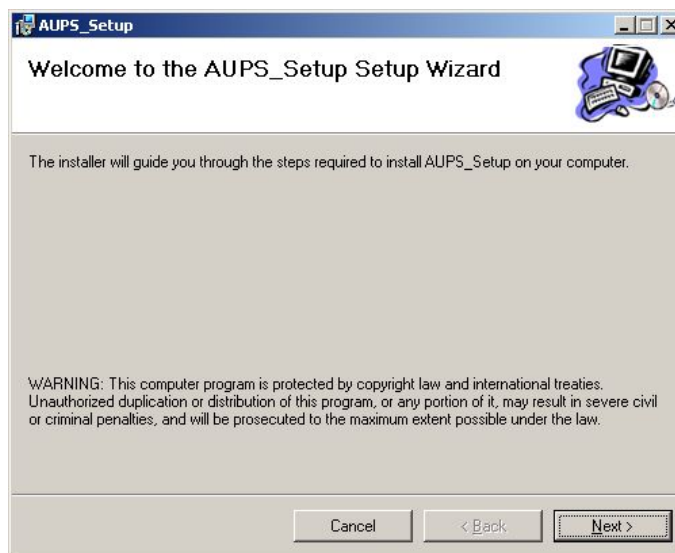 AUPS_Setup
Welcome to the AUPS_Setup Setup Wizard
The installer will guide you through the steps required to install AUPS_Setup on your computer.
WARNING: This computer program is protected by copyright law and international treaties.
Unauthorized duplication or distribution of this program, or any portion of it, may result in severe civil
or criminal penalties, and will be prosecuted to the maximum extent possible under the law.
Cancel
< Back
Next >